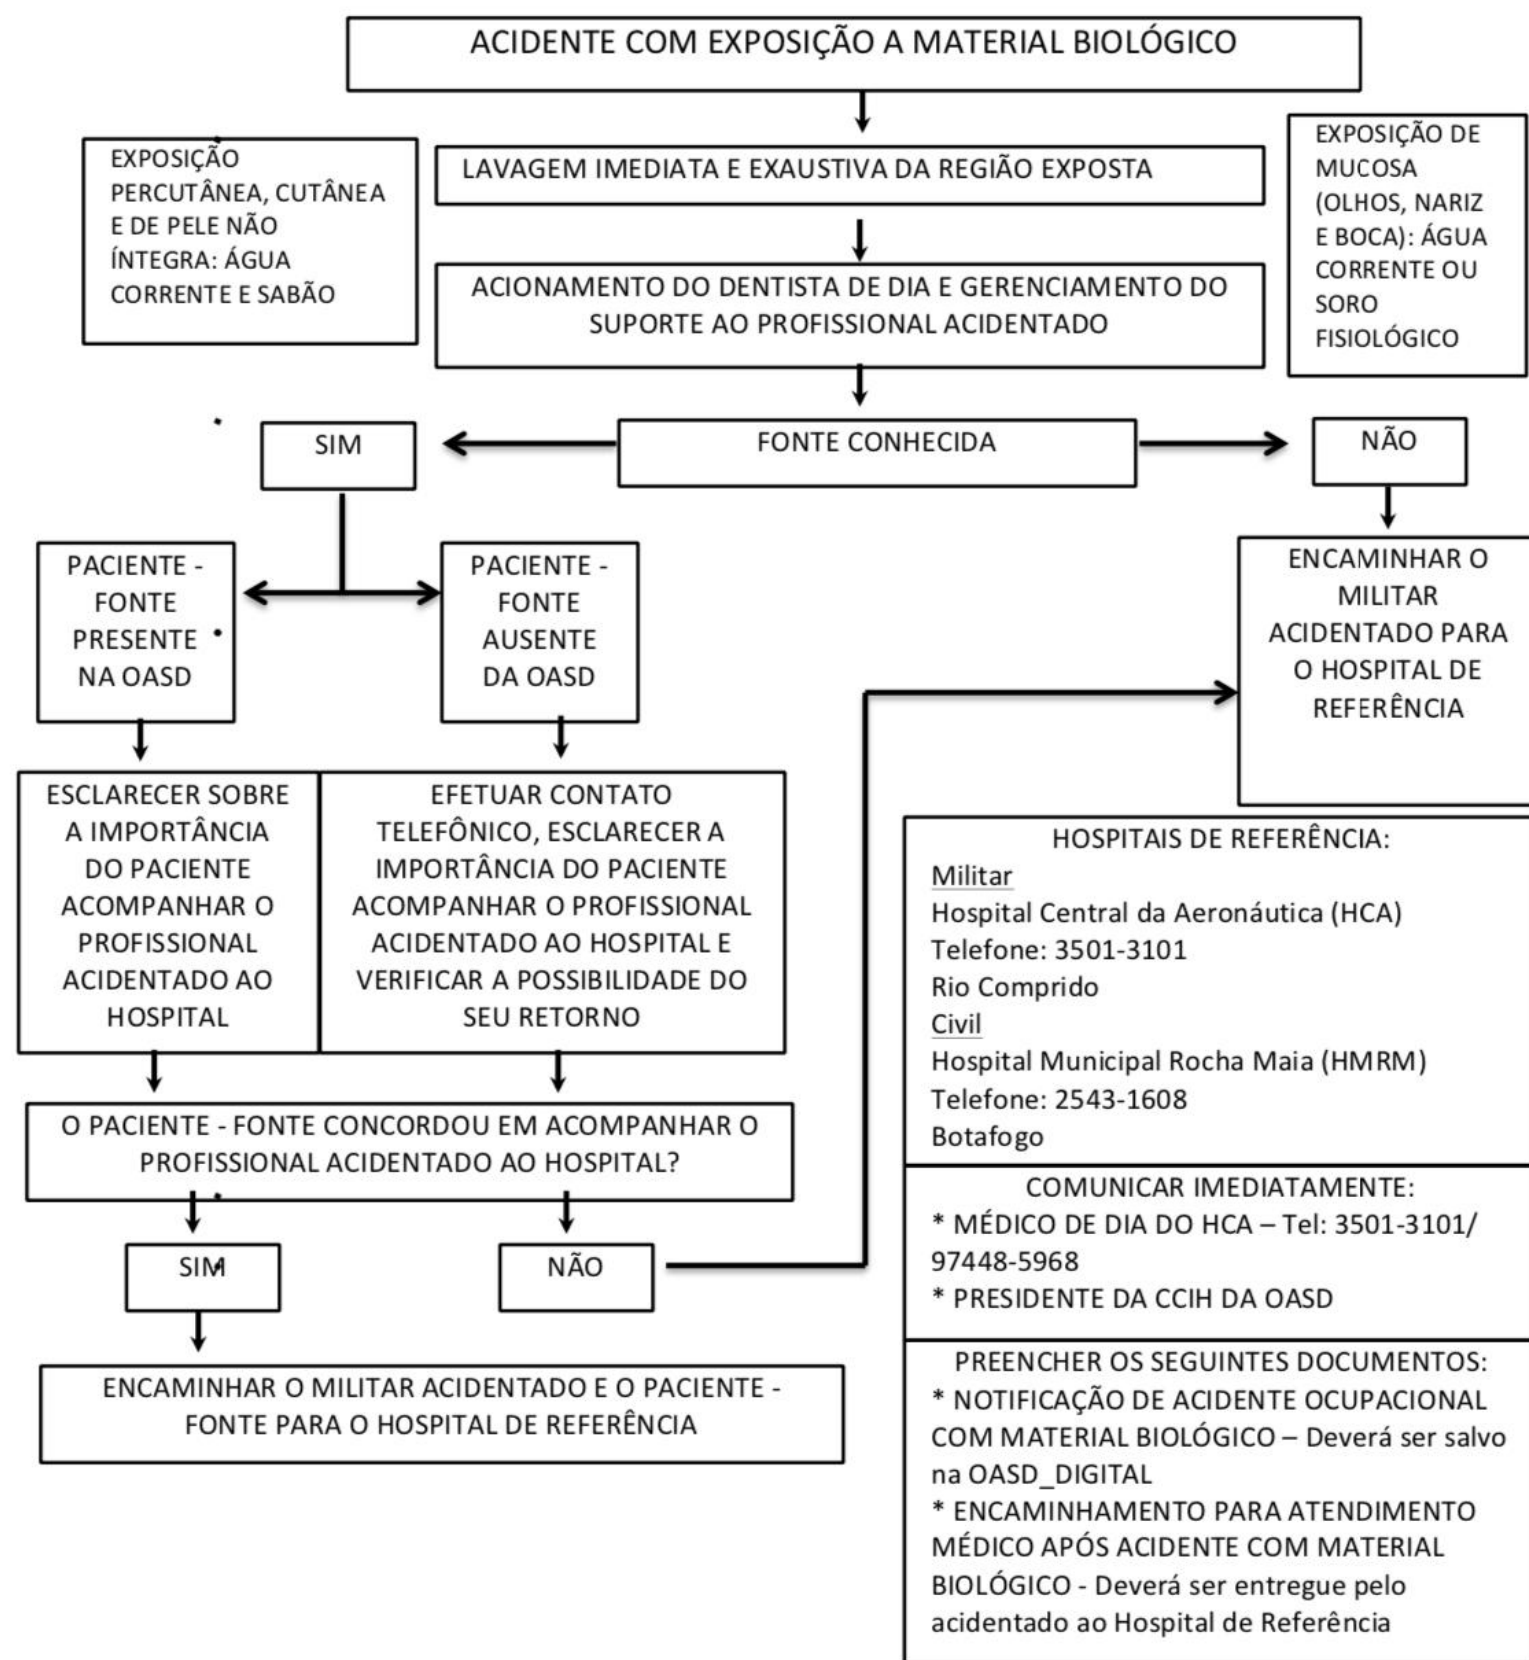 ACIDENTE COM EXPOSIÇÃO A MATERIAL BIOLÓGICO
EXPOSIÇÃO
PERCUTÂNEA, CUTÂNEA
E DE PELE NÃO
ÍNTEGRA: ÁGUA
CORRENTE E SABÃO
LAVAGEM IMEDIATA E EXAUSTIVA DA REGIÃO EXPOSTA
EXPOSIÇÃO DE
MUCOSA
(OLHOS, NARIZ
E BOCA): ÁGUA
CORRENTE OU
SORO
FISIOLÓGICO
ACIONAMENTO DO DENTISTA DE DIA E GERENCIAMENTO DO
SUPORTE AO PROFISSIONAL ACIDENTADO
SIM
FONTE CONHECIDA
NÃO
PACIENTE -
FONTE
PRESENTE
NA OASD
PACIENTE -
FONTE
AUSENTE
DA OASD
ENCAMINHAR O
MILITAR
ACIDENTADO PARA
O HOSPITAL DE
REFERÊNCIA
ESCLARECER SOBRE
A IMPORTÂNCIA
DO PACIENTE
ACOMPANHAR O
PROFISSIONAL
ACIDENTADO AO
HOSPITAL
EFETUAR CONTATO
TELEFÔNICO, ESCLARECER A
IMPORTÂNCIA DO PACIENTE
ACOMPANHAR O PROFISSIONAL
ACIDENTADO AO HOSPITAL E
VERIFICAR A POSSIBILIDADE DO
SEU RETORNO
O PACIENTE - FONTE CONCORDOU EM ACOMPANHAR O
PROFISSIONAL ACIDENTADO AO HOSPITAL?
SIM
NÃO
ENCAMINHAR O MILITAR ACIDENTADO E O PACIENTE -
FONTE PARA O HOSPITAL DE REFERÊNCIA
HOSPITAIS DE REFERÊNCIA:
Militar
Hospital Central da Aeronáutica (HCA)
Telefone: 3501-3101
Rio Comprido
Civil
Hospital Municipal Rocha Maia (HMRM)
Telefone: 2543-1608
Botafogo
COMUNICAR IMEDIATAMENTE:
* MÉDICO DE DIA DO HCA – Tel: 3501-3101/
97448-5968
* PRESIDENTE DA CCIH DA OASD
PREENCHER OS SEGUINTES DOCUMENTOS:
* NOTIFICAÇÃO DE ACIDENTE OCUPACIONAL
COM MATERIAL BIOLÓGICO – Deverá ser salvo
na OASD_DIGITAL
* ENCAMINHAMENTO PARA ATENDIMENTO
MÉDICO APÓS ACIDENTE COM MATERIAL
BIOLÓGICO - Deverá ser entregue pelo
acidentado ao Hospital de Referência